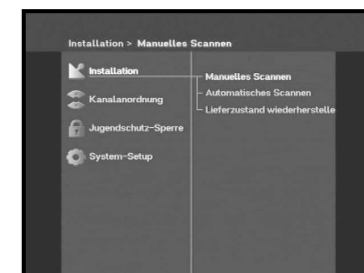 Installation > Manuelles Scannen
Installation
Manuelles Scannen
Automatisches Scannen
Kanalanordnung
Lieferzustand wiederherstelle
Jugendschutz-Sperre
System-Setup